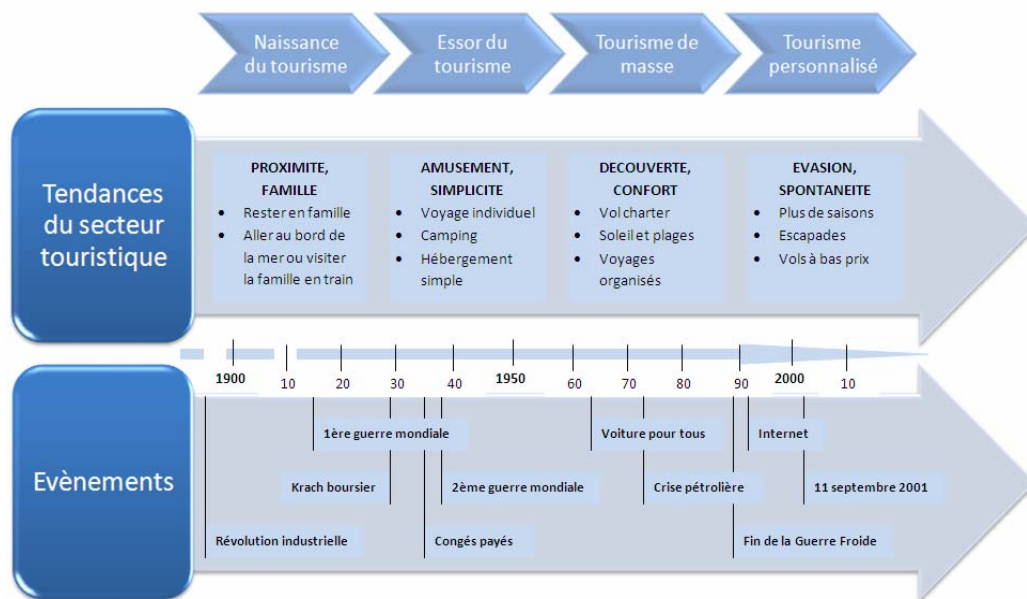 Naissance
du tourisme
Essor du
tourisme
Tourisme de
masse
Tourisme
personnalisé
Tendances
du secteur
touristique
PROXIMITE,
FAMILLE
• Rester en famille
• Aller au bord de
la mer ou visiter
la famille en train
AMUSEMENT,
SIMPLICITE
• Voyage individuel
• Camping
• Hébergement
simple
DECOUVERTE,
CONFORT
• Vol charter
• Soleil et plages
• Voyages
organisés
EVASION,
SPONTANEITE
• Plus de saisons
• Escapades
• Vols à bas prix
1900 10 20 30 40 1950 60 70 80 90 2000 10
Evènements
1ère guerre mondiale
Voiture pour tous
Internet
Krach boursier
2ème guerre mondiale
Crise pétrolière
11 septembre 2001
Révolution industrielle
Congés payés
Fin de la Guerre Froide